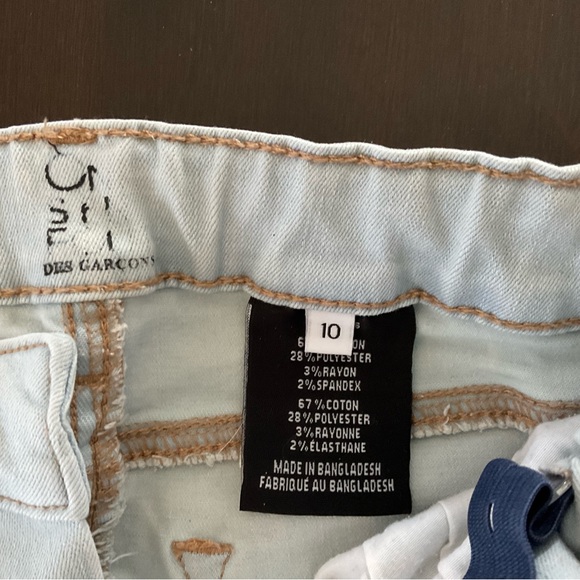 DES GARCONS
10
28%POLYESTER
3%RAYON
2%SPANDEX
67%COTON
28%POLYESTER
3%RAYONNE
2%ÉLASTHANE
MADE IN BANGLADESH
FABRIQUÉ AU BANGLADESH